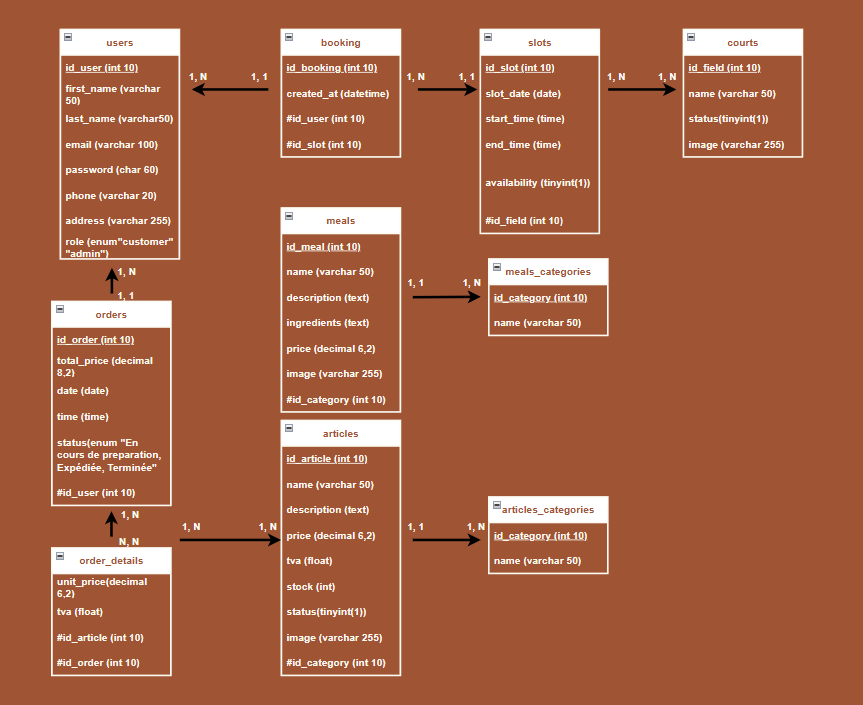 users
id_user (int 10)
first_name (varchar
50)
last_name (varchar50)
email (varchar 100)
password (char 60)
phone (varchar 20)
address (varchar 255)
role (enum"customer"
"admin")
1, N
1, 1
booking
id_booking (int 10)
created_at (datetime)
#id_user (int 10)
#id_slot (int 10)
1, N
1, 1
slots
id_slot (int 10)
slot_date (date)
start_time (time)
end_time (time)
availability (tinyint(1))
#id_field (int 10)
1, N
1, N
courts
id_field (int 10)
name (varchar 50)
status(tinyint(1))
image (varchar 255)
meals
id_meal (int 10)
name (varchar 50)
description (text)
ingredients (text)
price (decimal 6,2)
image (varchar 255)
#id_category (int 10)
1, 1
1, N
meals_categories
id_category (int 10)
name (varchar 50)
1, N
1, 1
orders
id_order (int 10)
total_price (decimal
8,2)
date (date)
time (time)
status(enum "En
cours de preparation,
Expédiée, Terminée"
#id_user (int 10)
1, N
N, N
order_details
unit_price(decimal
6,2)
tva (float)
#id_article (int 10)
#id_order (int 10)
1, N
1, N
articles
id_article (int 10)
name (varchar 50)
description (text)
price (decimal 6,2)
tva (float)
stock (int)
status(tinyint(1))
image (varchar 255)
#id_category (int 10)
1, 1
1, N
articles_categories
id_category (int 10)
name (varchar 50)